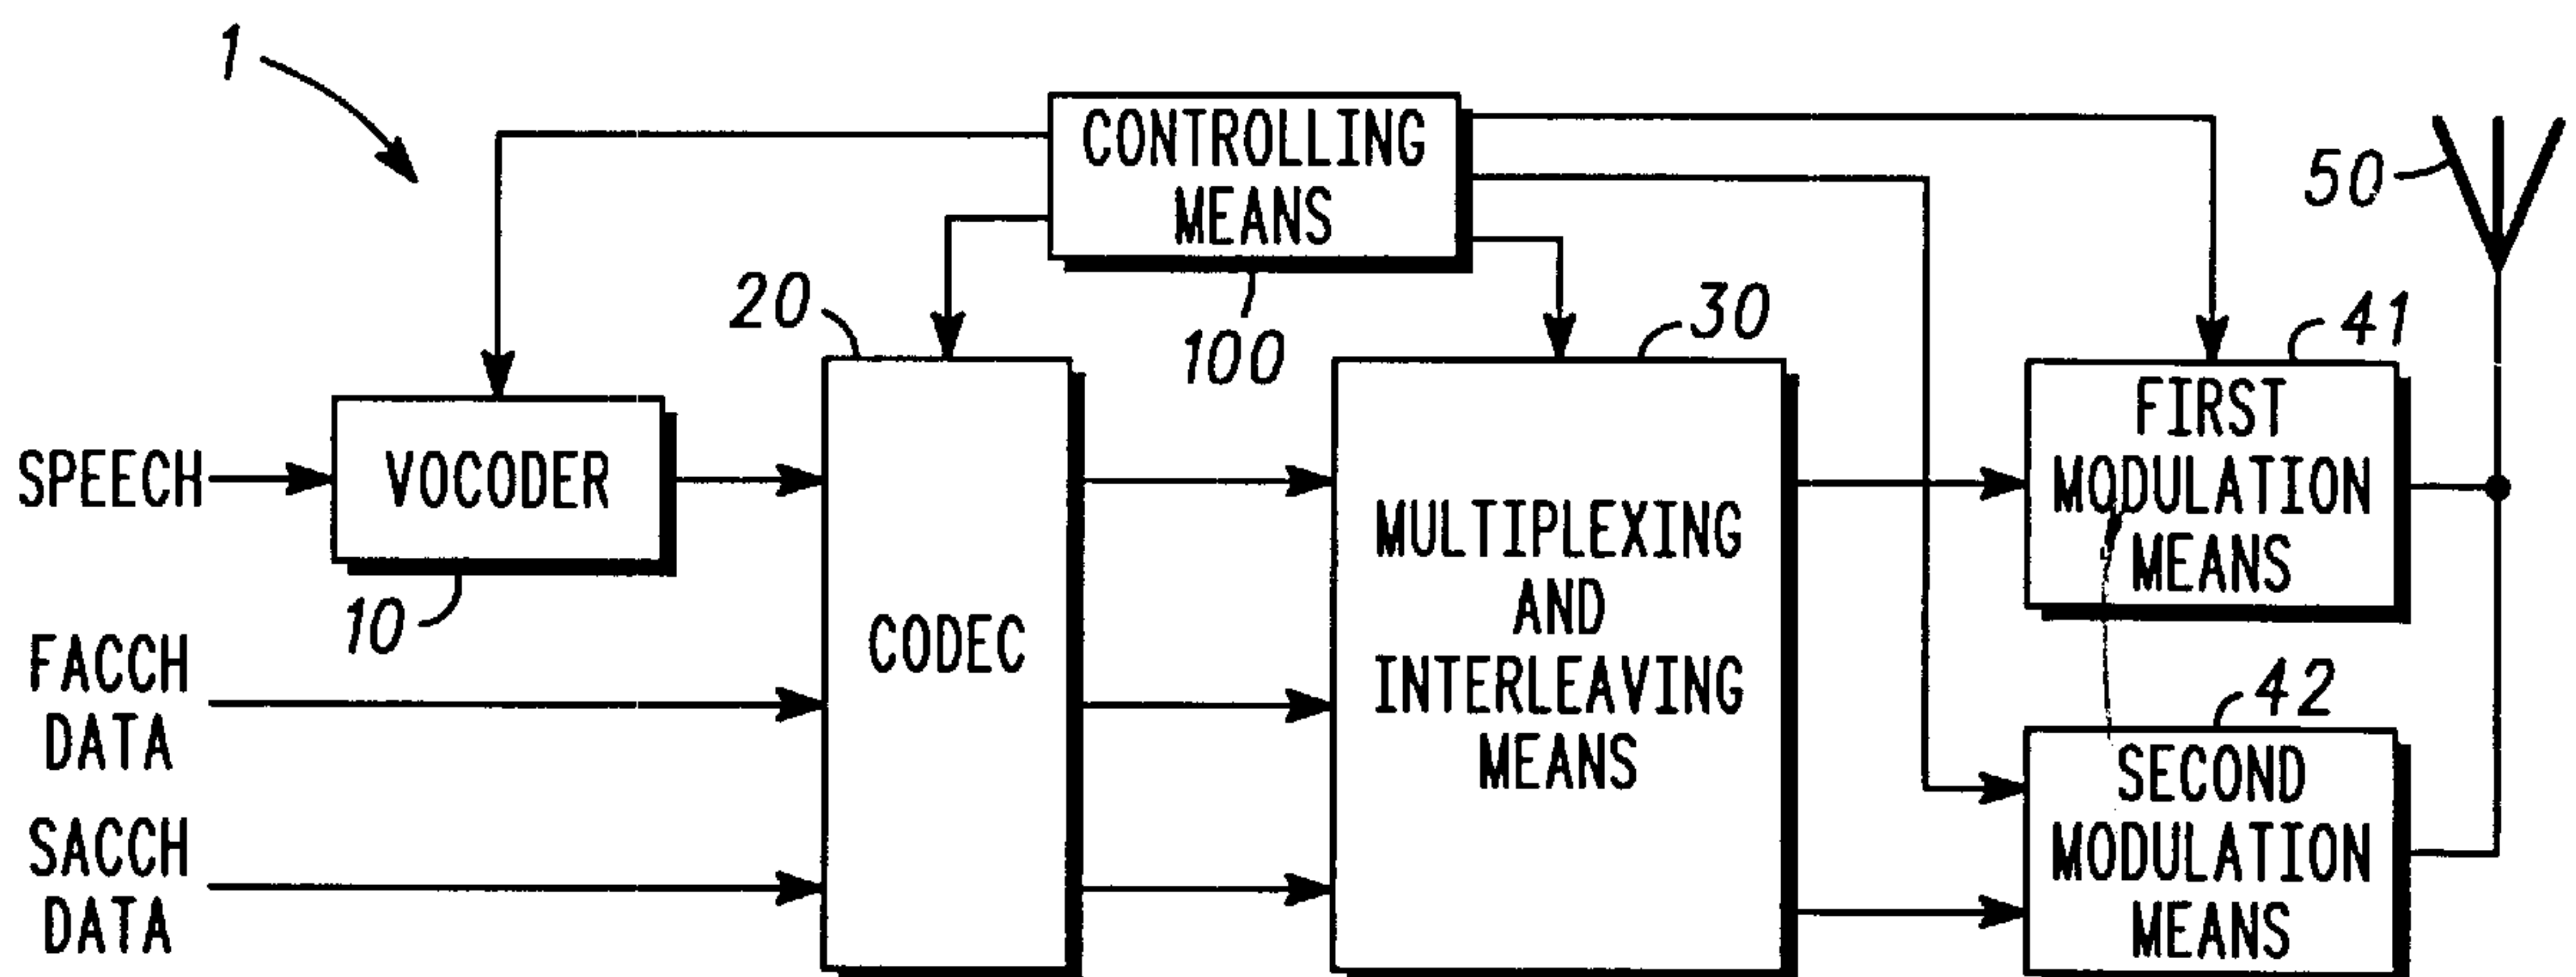 1
CONTROLLING
MEANS
100
50
20
30
41
SPEECH
VOCODER
10
FACCH
DATA
SACCH
DATA
CODEC
MULTIPLEXING
AND
INTERLEAVING
MEANS
FIRST
MODULATION
MEANS
42
SECOND
MODULATION
MEANS